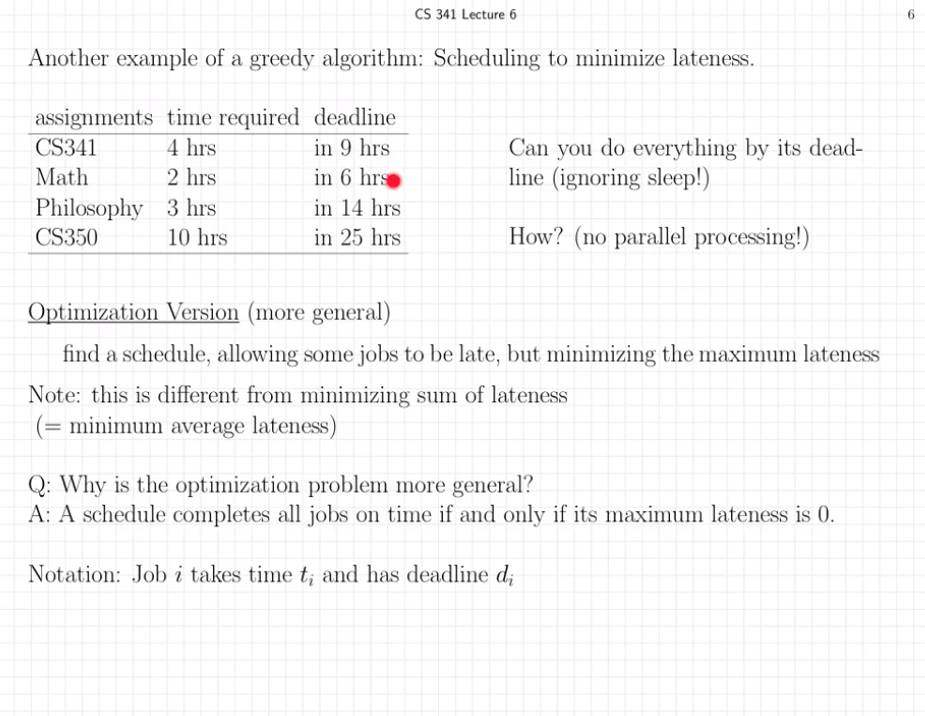 CS 341 Lecture 6
6
Another example of a greedy algorithm: Scheduling to minimize lateness.
assignments time required deadline
CS341 4 hrs in 9 hrs
Math 2 hrs in 6 hrs
Philosophy 3 hrs in 14 hrs
CS350 10 hrs in 25 hrs
Can you do everything by its dead-
line (ignoring sleep!)
How? (no parallel processing!)
Optimization Version (more general)
find a schedule, allowing some jobs to be late, but minimizing the maximum lateness
Note: this is different from minimizing sum of lateness
(= minimum average lateness)
Q: Why is the optimization problem more general?
A: A schedule completes all jobs on time if and only if its maximum lateness is 0.
Notation: Job i takes time tᵢ and has deadline dᵢ